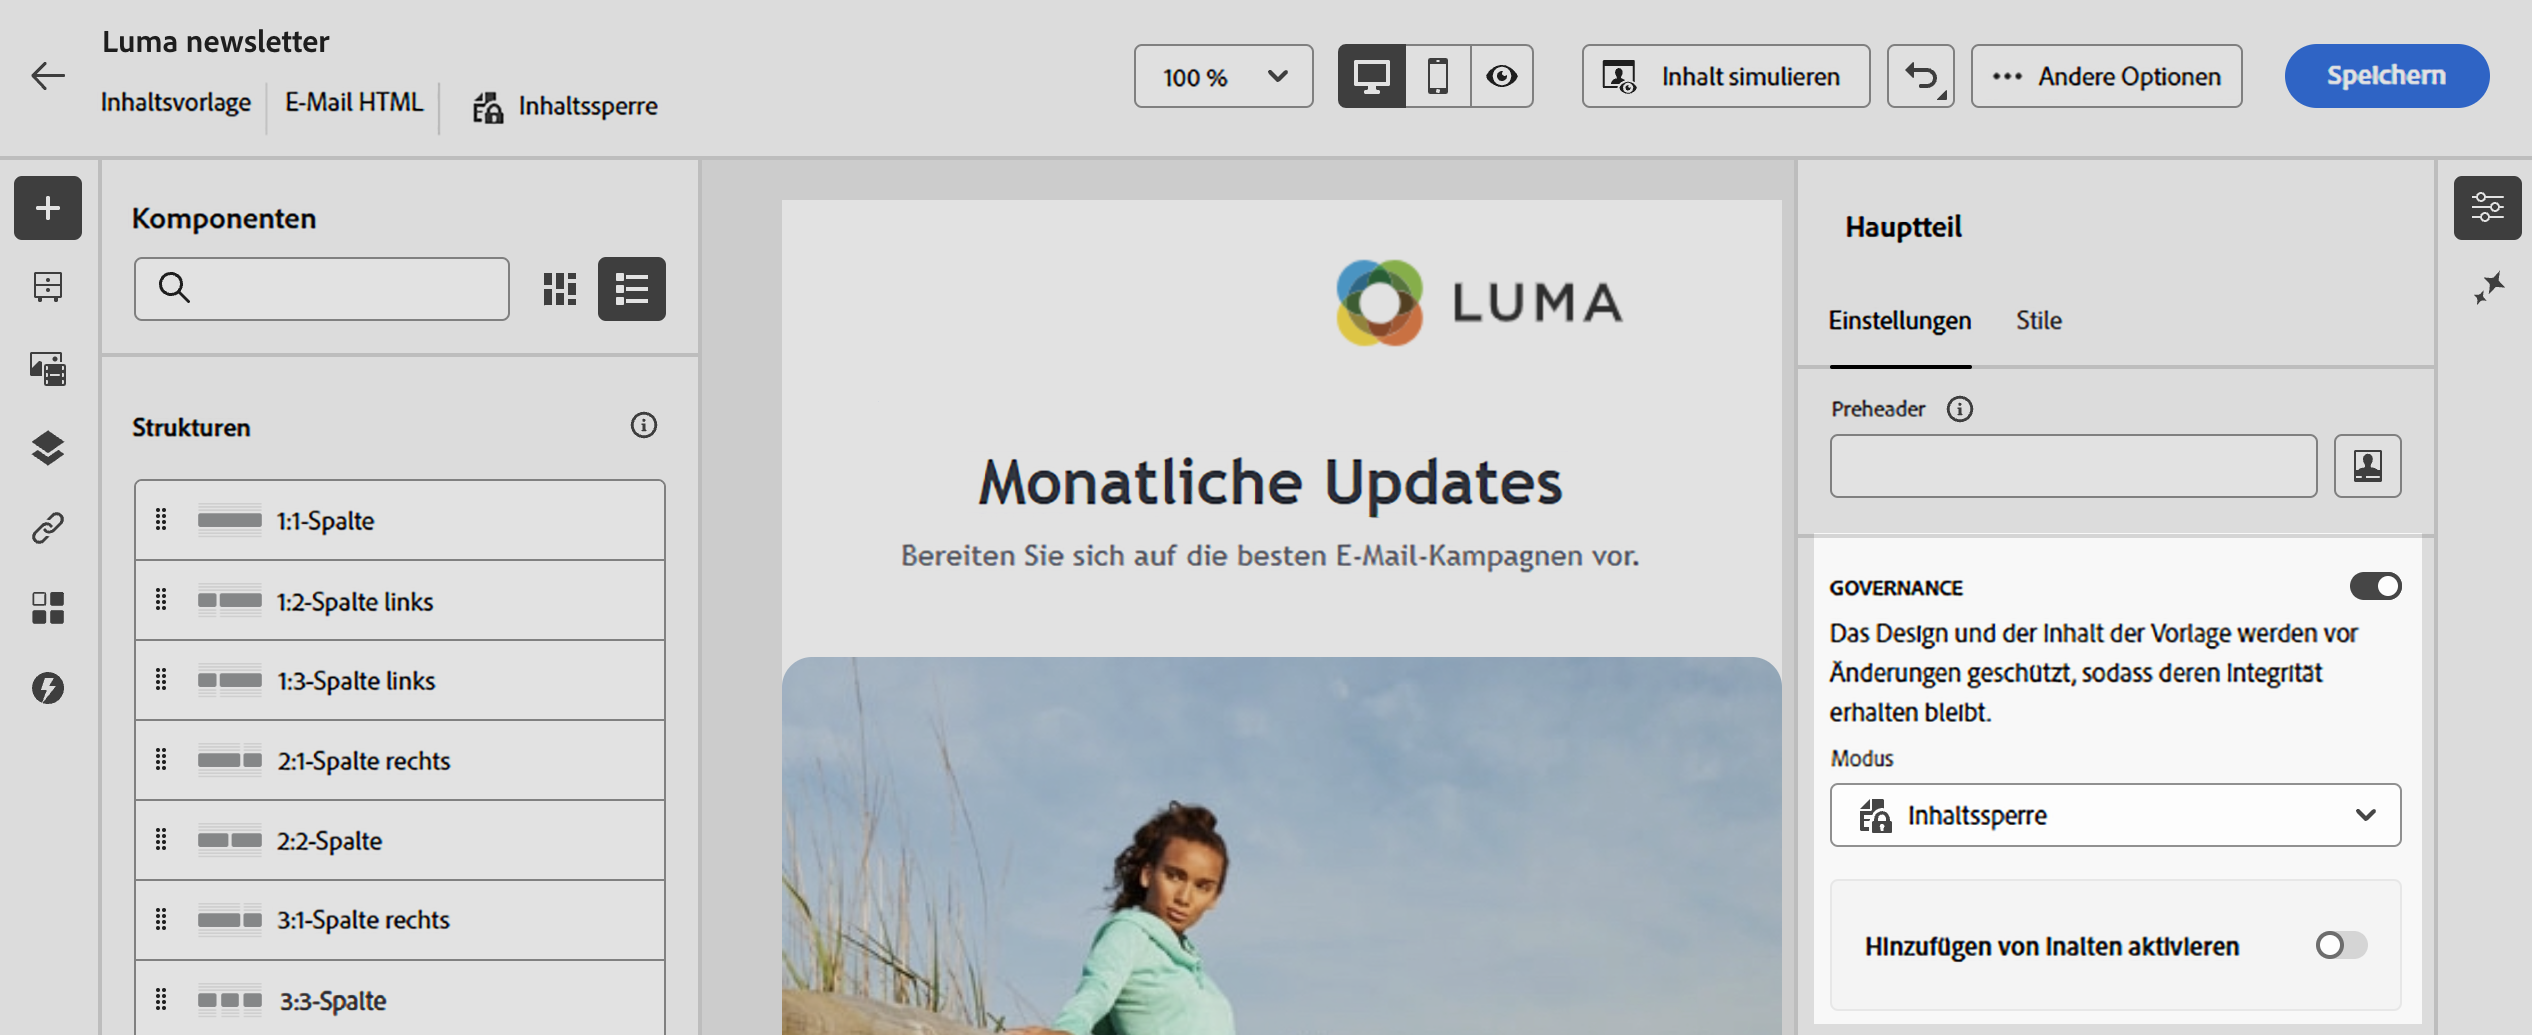 Luma newsletter
Inhaltsvorlage
E-Mail HTML
Inhaltssperre
100 %
Inhalt simulieren
Andere Optionen
Speichern
Komponenten
Strukturen
1:1-Spalte
1:2-Spalte links
1:3-Spalte links
2:1-Spalte rechts
2:2-Spalte
3:1-Spalte rechts
3:3-Spalte
LUMA
Monatliche Updates
Bereiten Sie sich auf die besten E-Mail-Kampagnen vor.
Hauptteil
Einstellungen
Stile
Preheader
GOVERNANCE
Das Design und der Inhalt der Vorlage werden vor
Änderungen geschützt, sodass deren Integrität
erhalten bleibt.
Modus
Inhaltssperre
Hinzufügen von Inalten aktivieren